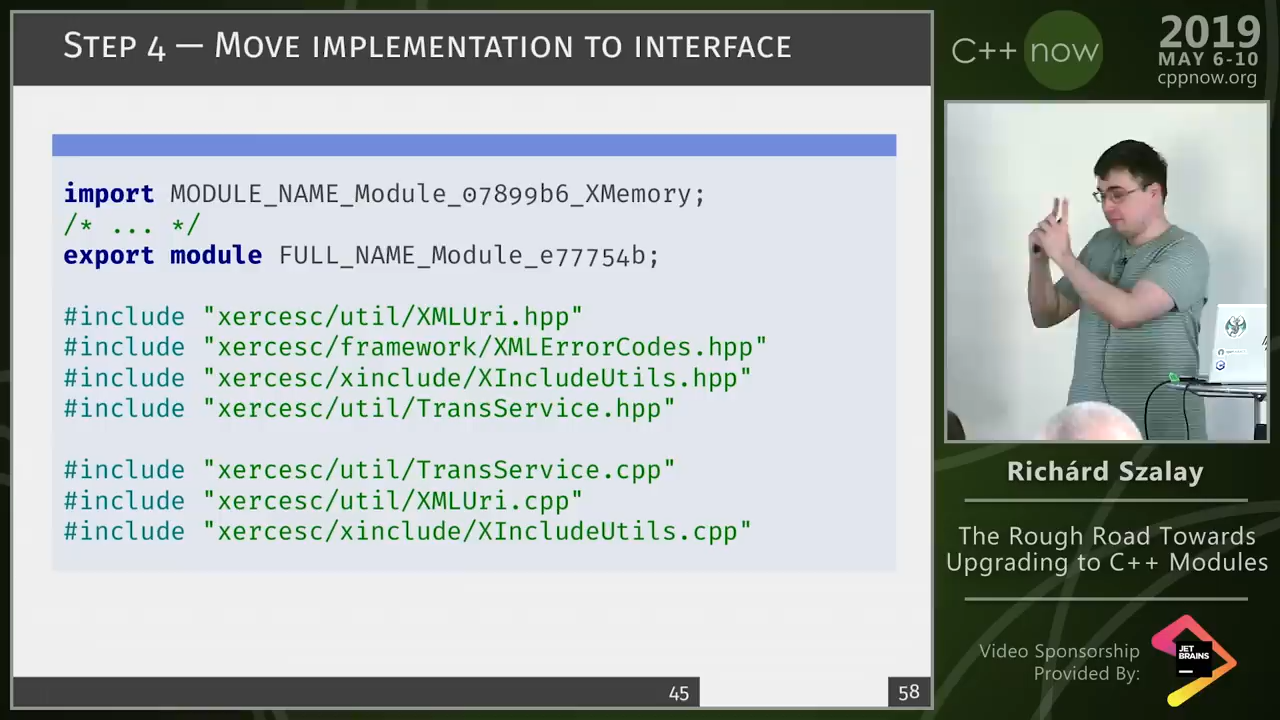 STEP 4 — MOVE IMPLEMENTATION TO INTERFACE
import MODULE_NAME_Module_07899b6_XMemory;
/* ... */
export module FULL_NAME_Module_e77754b;
#include "xercesc/util/XMLUri.hpp"
#include "xercesc/framework/XMLErrorCodes.hpp"
#include "xercesc/xinclude/XIncludeUtils.hpp"
#include "xercesc/util/TransService.hpp"
#include "xercesc/util/TransService.cpp"
#include "xercesc/util/XMLUri.cpp"
#include "xercesc/xinclude/XIncludeUtils.cpp"
45
58
C++ now
2019
MAY 6-10
cppnow.org
Richárd Szalay
The Rough Road Towards
Upgrading to C++ Modules
Video Sponsorship
Provided By:
JET
BRAINS